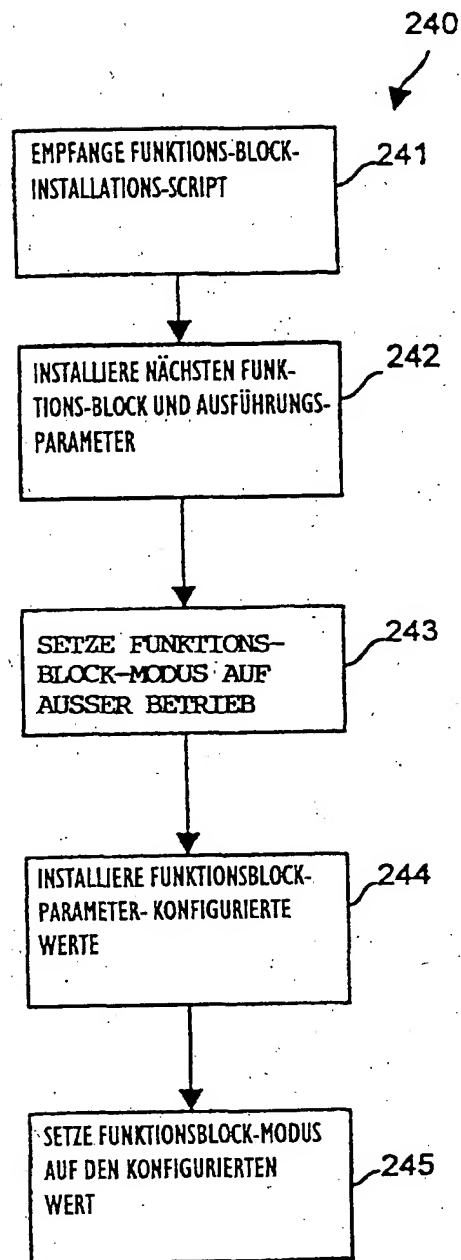 240
EMPFANGE FUNKTIONS-BLOCK-
INSTALLATIONS-SCRIPT
241
INSTALLIERE NÄCHSTEN FUNK-
TIONS-BLOCK UND AUSFÜHRUNGS-
PARAMETER
242
SETZE FUNKTIONS-
BLOCK-MODUS AUF
AUSSER BETRIEB
243
INSTALLIERE FUNKTIONSBLOCK-
PARAMETER- KONFIGURIERTE
WERTE
244
SETZE FUNKTIONSBLOCK-MODUS
AUF DEN KONFIGURIERTEN
WERT
245